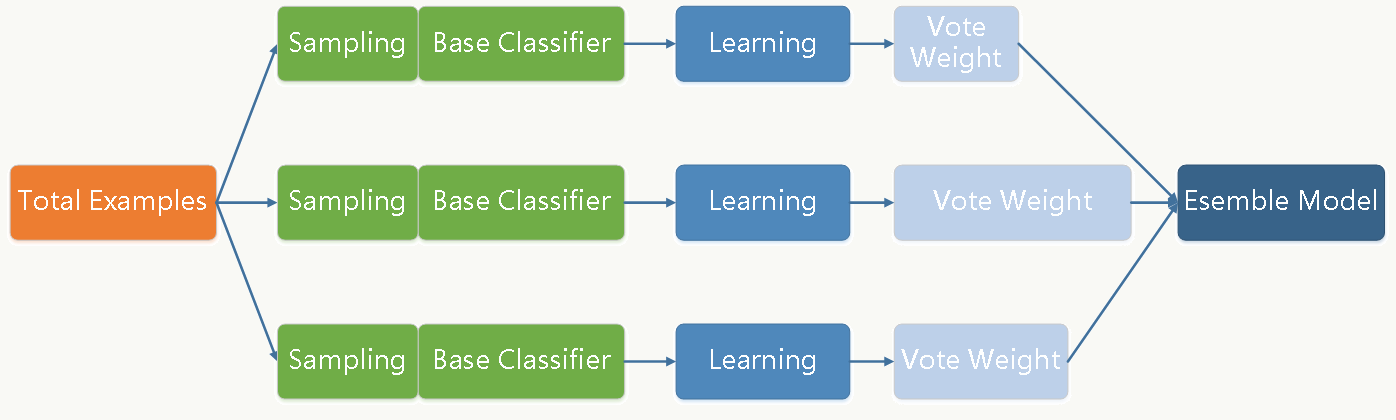 Sampling Base Classifier Learning Vote
Weight
Total Examples Sampling Base Classifier Learning Vote Weight Esemble Model
Sampling Base Classifier Learning Vote Weight